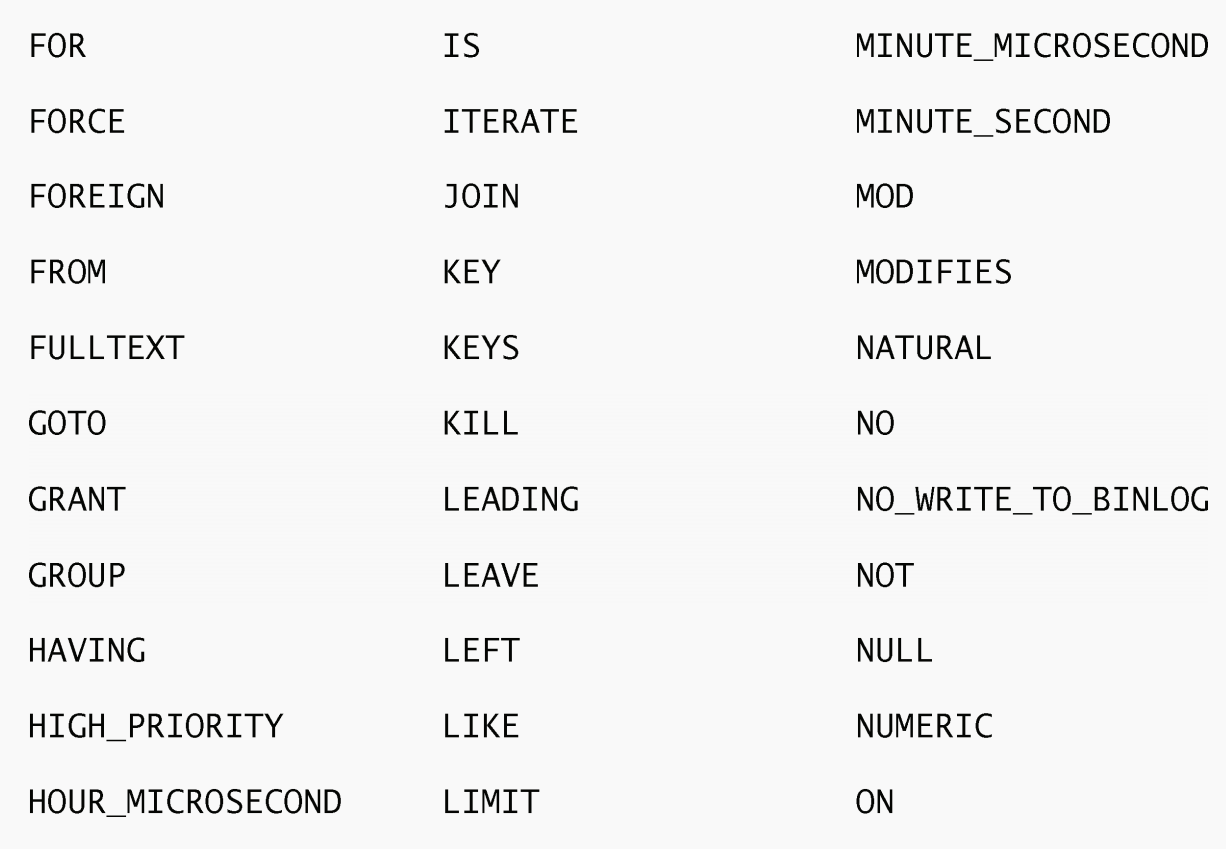 FOR IS MINUTE_MICROSECOND
FORCE ITERATE MINUTE_SECOND
FOREIGN JOIN MOD
FROM KEY MODIFIES
FULLTEXT KEYS NATURAL
GOTO KILL NO
GRANT LEADING NO_WRITE_TO_BINLOG
GROUP LEAVE NOT
HAVING LEFT NULL
HIGH_PRIORITY LIKE NUMERIC
HOUR_MICROSECOND LIMIT ON